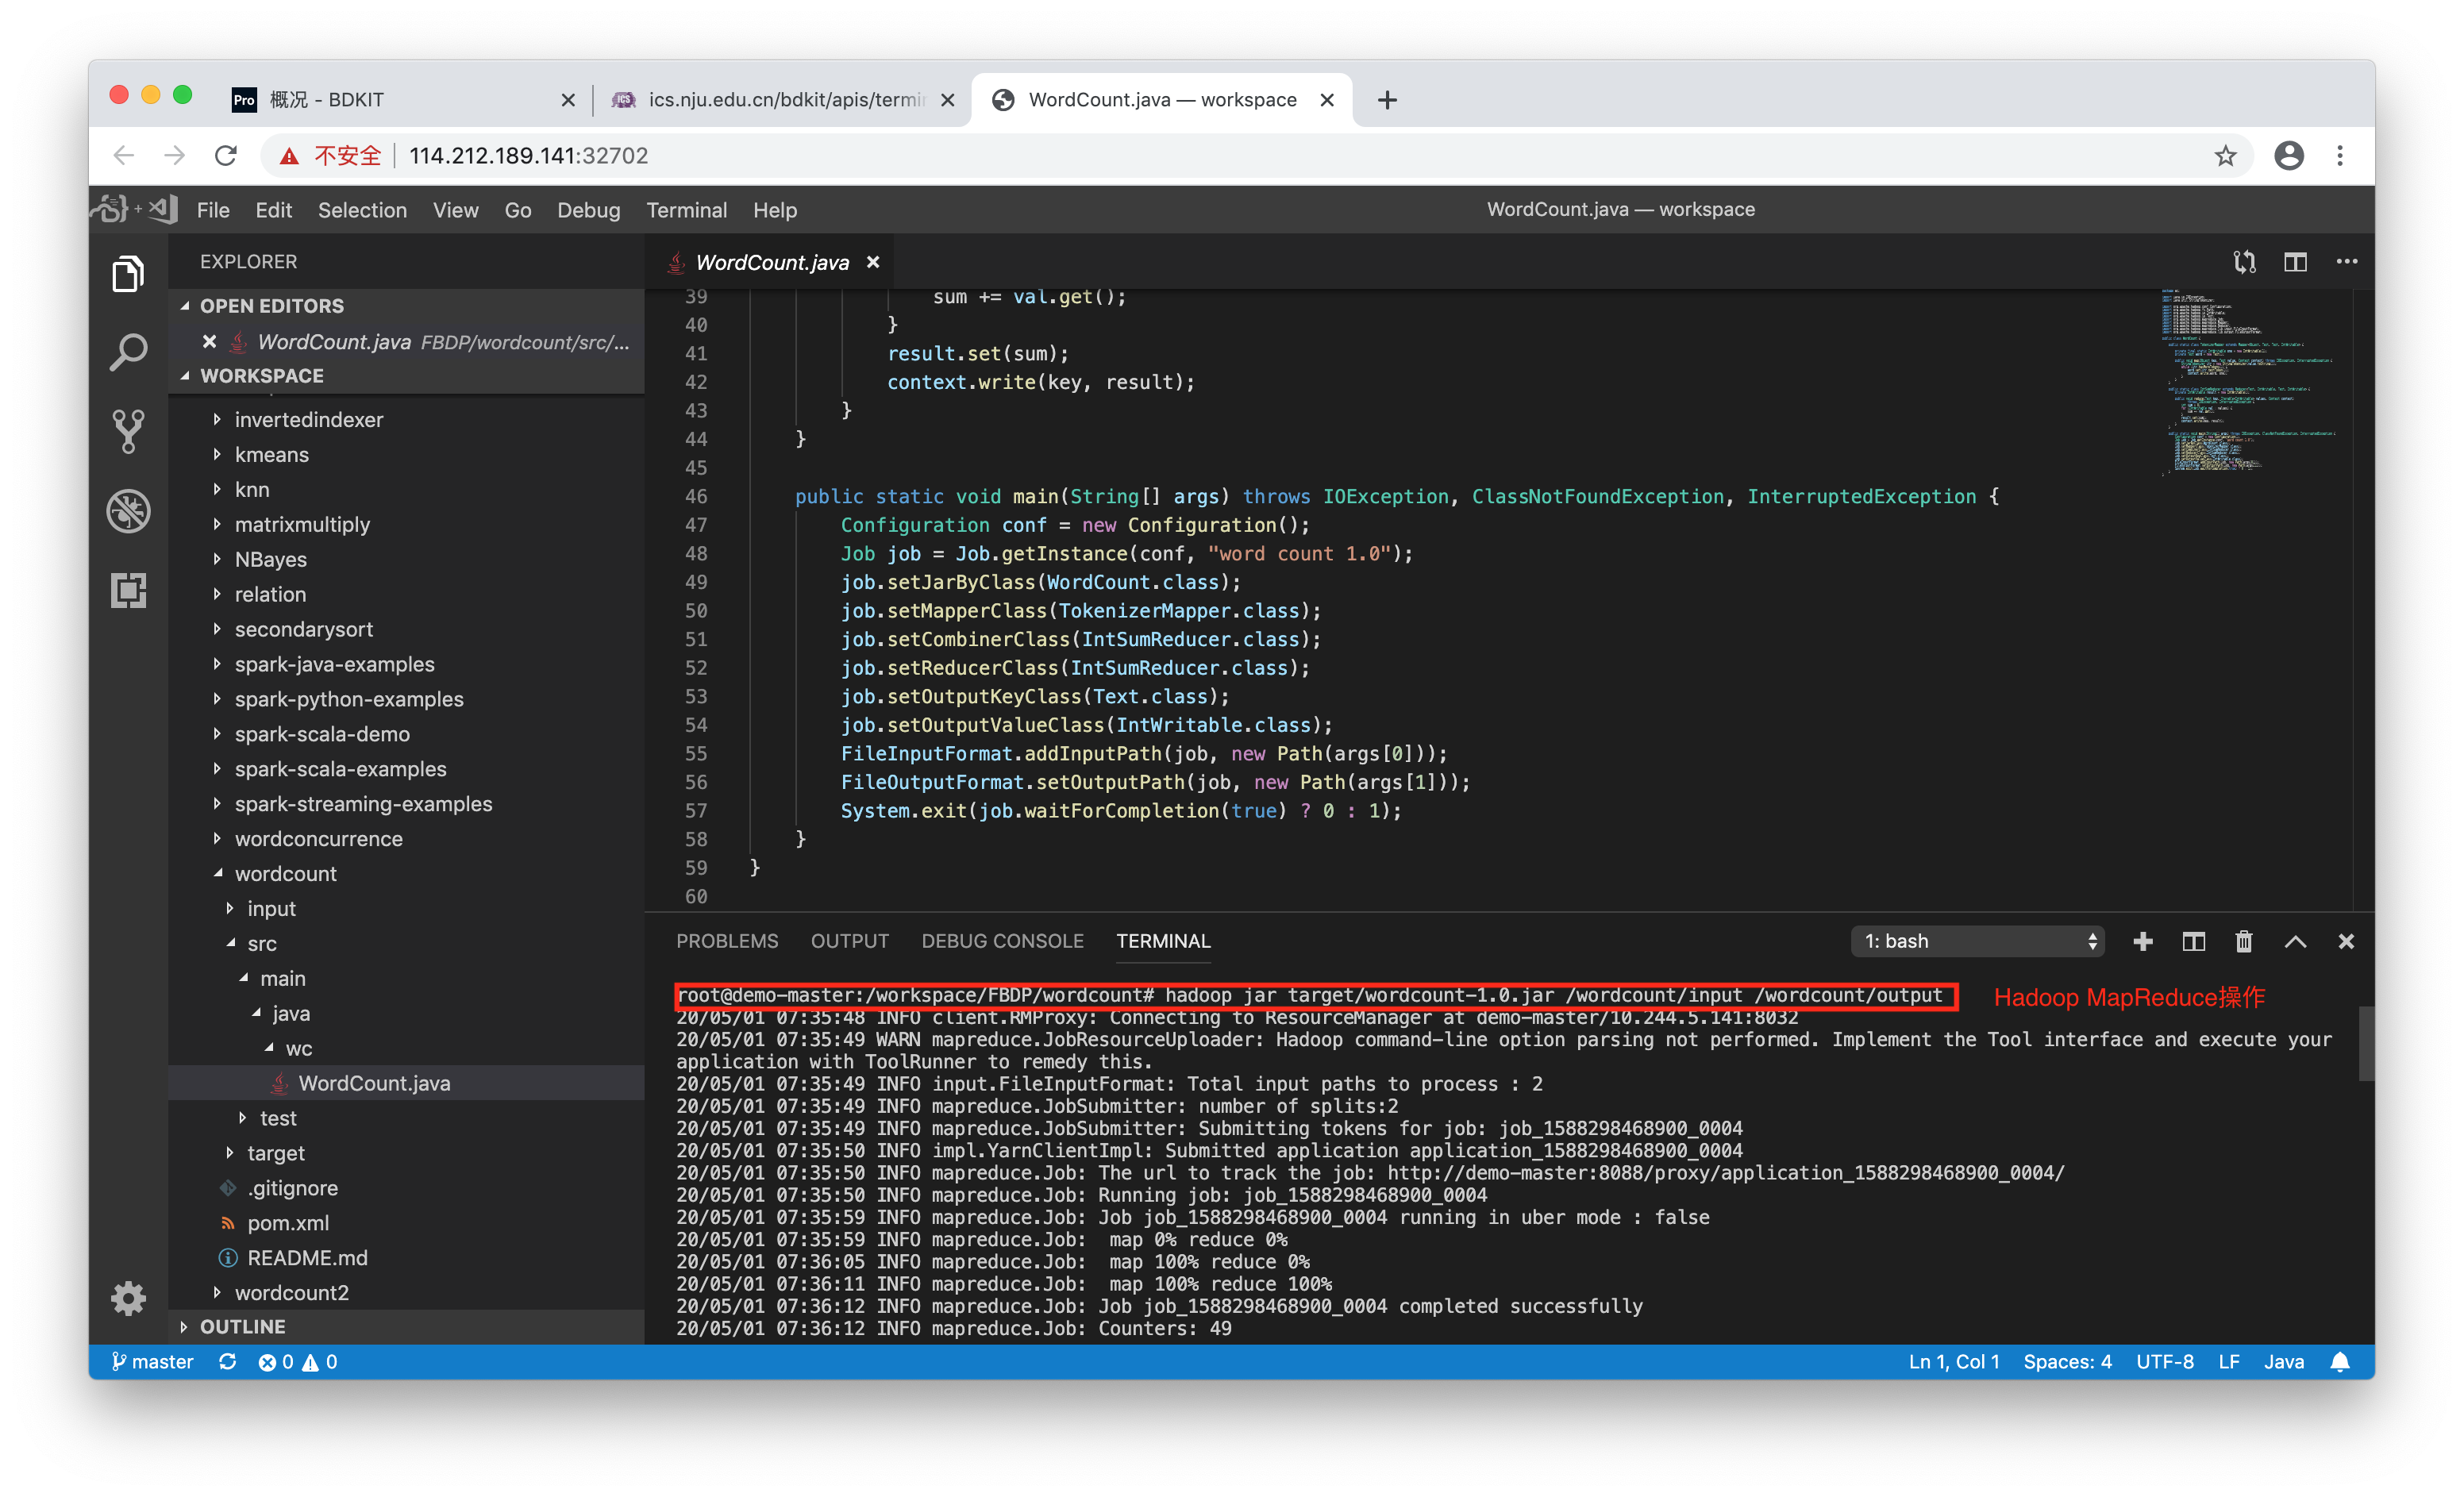 Pro 概况 - BDKIT
ics.nju.edu.cn/bdkit/apis/termi
WordCount.java — workspace
不安全 114.212.189.141:32702
File Edit Selection View Go Debug Terminal Help
WordCount.java — workspace
EXPLORER
OPEN EDITORS
WordCount.java FBDP/wordcount/src/...
WORKSPACE
invertedindexer
kmeans
knn
matrixmultiply
NBayes
relation
secondarysort
spark-java-examples
spark-python-examples
spark-scala-demo
spark-scala-examples
spark-streaming-examples
wordconcurrence
wordcount
input
src
main
java
wc
WordCount.java
test
target
.gitignore
pom.xml
README.md
wordcount2
OUTLINE
WordCount.java
39 sum += val.get();
40 }
41 result.set(sum);
42 context.write(key, result);
43 }
44 }
45
46 public static void main(String[] args) throws IOException, ClassNotFoundException, InterruptedException {
47 Configuration conf = new Configuration();
48 Job job = Job.getInstance(conf, "word count 1.0");
49 job.setJarByClass(WordCount.class);
50 job.setMapperClass(TokenizerMapper.class);
51 job.setCombinerClass(IntSumReducer.class);
52 job.setReducerClass(IntSumReducer.class);
53 job.setOutputKeyClass(Text.class);
54 job.setOutputValueClass(IntWritable.class);
55 FileInputFormat.addInputPath(job, new Path(args[0]));
56 FileOutputFormat.setOutputPath(job, new Path(args[1]));
57 System.exit(job.waitForCompletion(true) ? 0 : 1);
58 }
59 }
60
PROBLEMS OUTPUT DEBUG CONSOLE TERMINAL 1: bash
root@demo-master:/workspace/FBDP/wordcount# hadoop jar target/wordcount-1.0.jar /wordcount/input /wordcount/output
Hadoop MapReduce操作
20/05/01 07:35:48 INFO client.RMProxy: Connecting to ResourceManager at demo-master/10.244.5.141:8032
20/05/01 07:35:49 WARN mapreduce.JobResourceUploader: Hadoop command-line option parsing not performed. Implement the Tool interface and execute your
application with ToolRunner to remedy this.
20/05/01 07:35:49 INFO input.FileInputFormat: Total input paths to process : 2
20/05/01 07:35:49 INFO mapreduce.JobSubmitter: number of splits:2
20/05/01 07:35:49 INFO mapreduce.JobSubmitter: Submitting tokens for job: job_1588298468900_0004
20/05/01 07:35:50 INFO impl.YarnClientImpl: Submitted application application_1588298468900_0004
20/05/01 07:35:50 INFO mapreduce.Job: The url to track the job: http://demo-master:8088/proxy/application_1588298468900_0004/
20/05/01 07:35:50 INFO mapreduce.Job: Running job: job_1588298468900_0004
20/05/01 07:35:59 INFO mapreduce.Job: Job job_1588298468900_0004 running in uber mode : false
20/05/01 07:35:59 INFO mapreduce.Job:  map 0% reduce 0%
20/05/01 07:36:05 INFO mapreduce.Job:  map 100% reduce 0%
20/05/01 07:36:11 INFO mapreduce.Job:  map 100% reduce 100%
20/05/01 07:36:12 INFO mapreduce.Job: Job job_1588298468900_0004 completed successfully
20/05/01 07:36:12 INFO mapreduce.Job: Counters: 49
master 0 0
Ln 1, Col 1 Spaces: 4 UTF-8 LF Java